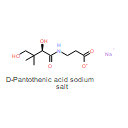 OH
H
HO
N
O
O
O⁻
Na⁺
D-Pantothenic acid sodium
salt